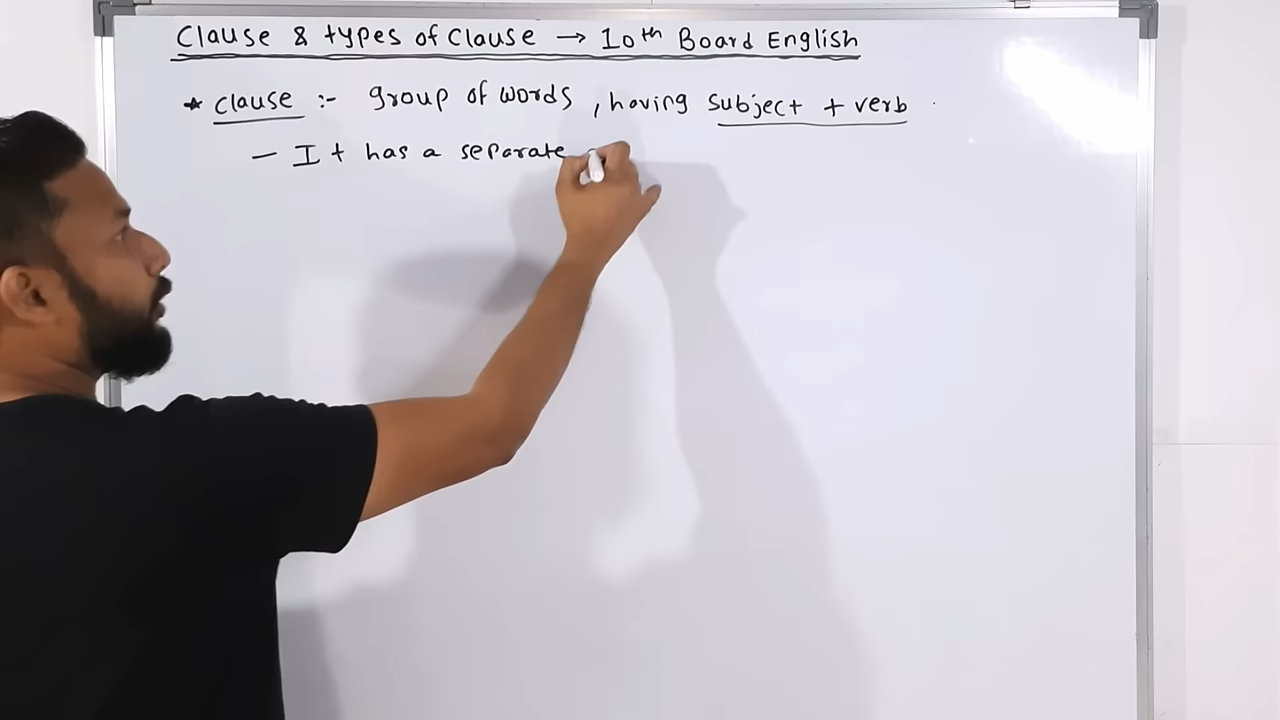 Clause & types of Clause → 10th Board English
* Clause :- group of words , having Subject + verb
- It has a separate